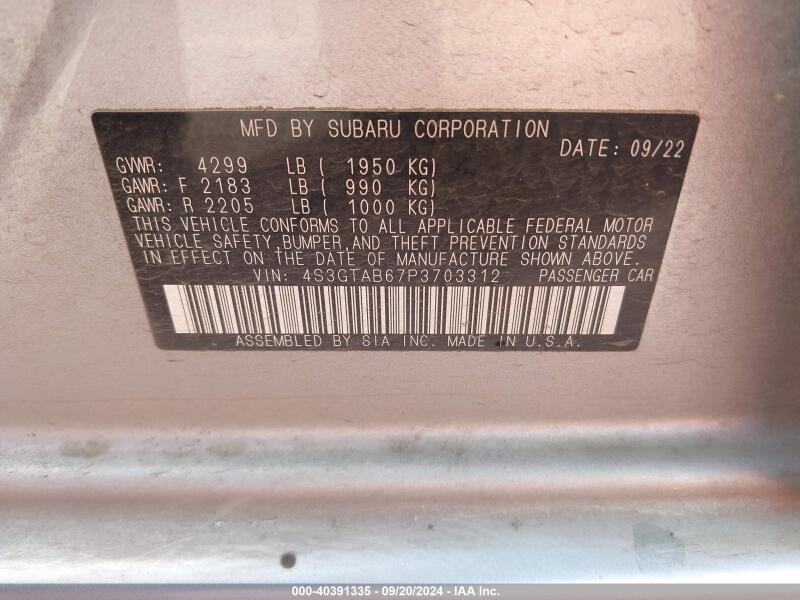 MFD BY SUBARU CORPORATION
DATE: 09/22
GVWR: 4299 LB ( 1950 KG)
GAWR: F 2183 LB ( 990 KG)
GAWR: R 2205 LB ( 1000 KG)
THIS VEHICLE CONFORMS TO ALL APPLICABLE FEDERAL MOTOR
VEHICLE SAFETY, BUMPER, AND THEFT PREVENTION STANDARDS
IN EFFECT ON THE DATE OF MANUFACTURE SHOWN ABOVE.
VIN: 4S3GTAB67P3703312 PASSENGER CAR
ASSEMBLED BY SIA INC. MADE IN U.S.A.
000-40391335 - 09/20/2024 - IAA Inc.